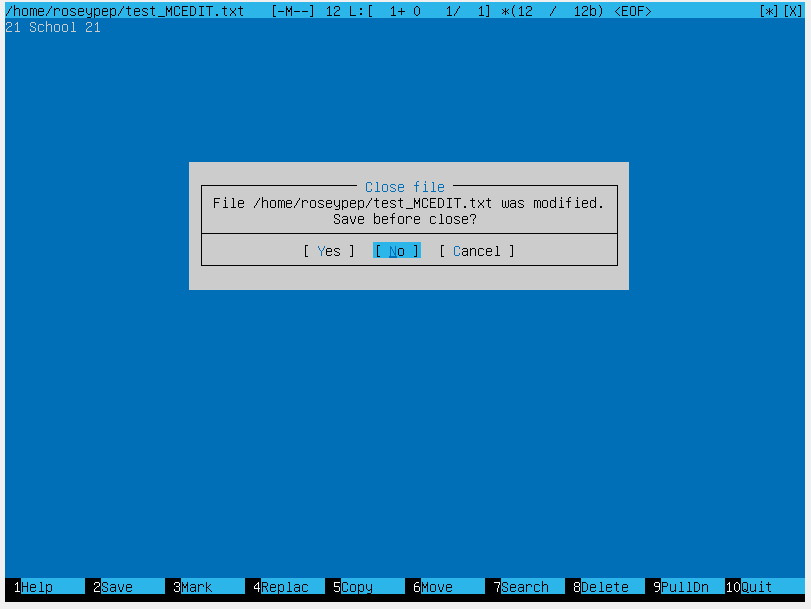 /home/roseypep/test_MCEDIT.txt [-M--] 12 L:[ 1+ 0 1/ 1] *(12 / 12b) <EOF> [*][X]
21 School 21
Close file
File /home/roseypep/test_MCEDIT.txt was modified.
Save before close?
[ Yes ] [ No ] [ Cancel ]
1Help 2Save 3Mark 4Replac 5Copy 6Move 7Search 8Delete 9PullDn 10Quit